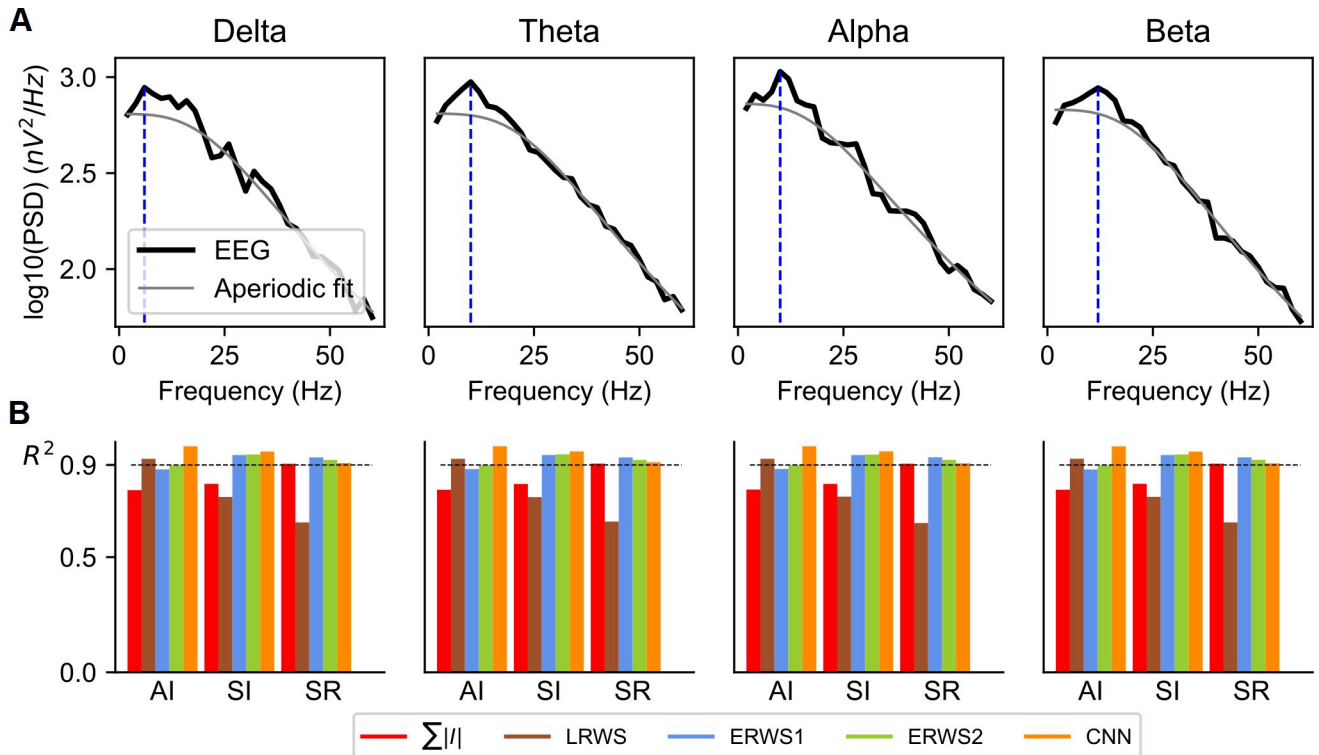 A
Delta Theta Alpha Beta
log10(PSD) (nV²/Hz)
3.0
2.5
2.0
EEG
Aperiodic fit
0 25 50 0 25 50 0 25 50 0 25 50
Frequency (Hz) Frequency (Hz) Frequency (Hz) Frequency (Hz)
B
R²
0.9
0.5
0.0
AI SI SR AI SI SR AI SI SR AI SI SR
∑|I| LRWS ERWS1 ERWS2 CNN